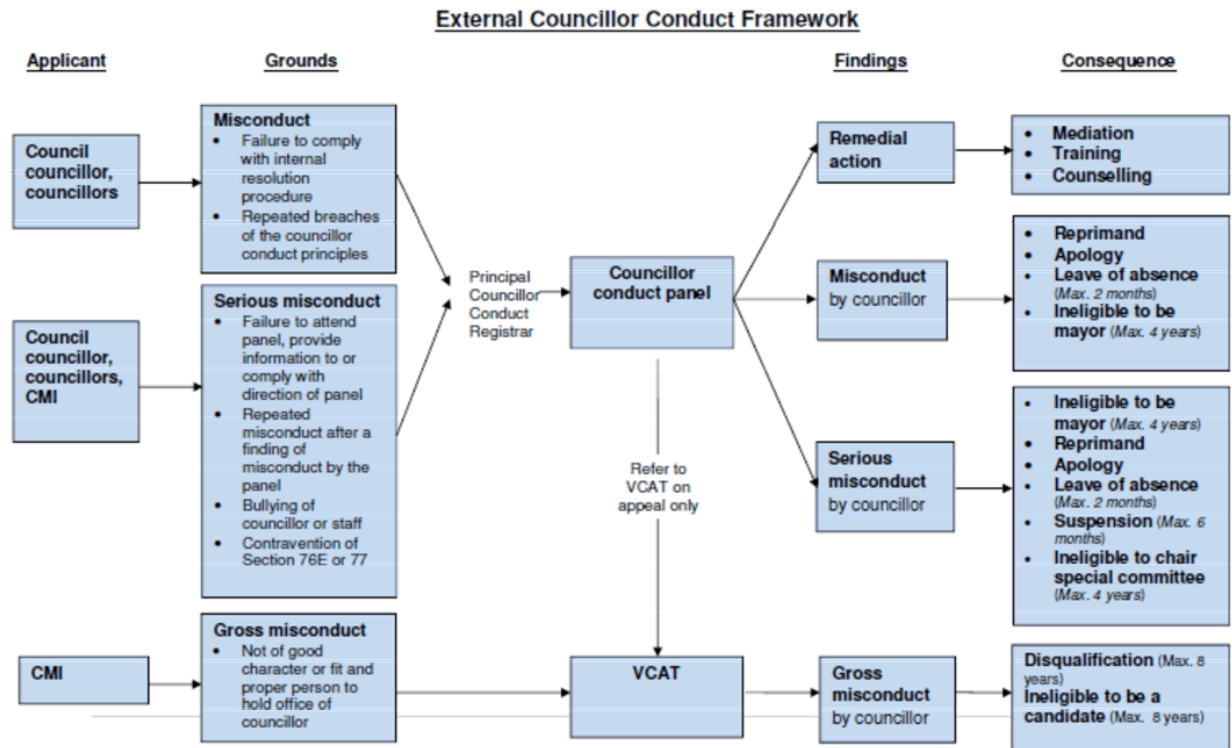 External Councillor Conduct Framework
Applicant
Grounds
Findings
Consequence
Council
councillor,
councillors
Misconduct
• Failure to comply
with internal
resolution
procedure
• Repeated breaches
of the councillor
conduct principles
Council
councillor,
councillors,
CMI
Serious misconduct
• Failure to attend
panel, provide
information to or
comply with
direction of panel
• Repeated
misconduct after a
finding of
misconduct by the
panel
• Bullying of
councillor or staff
• Contravention of
Section 76E or 77
CMI
Gross misconduct
• Not of good
character or fit and
proper person to
hold office of
councillor
Principal
Councillor
Conduct
Registrar
Councillor
conduct panel
Refer to
VCAT on
appeal only
VCAT
Remedial
action
• Mediation
• Training
• Counselling
Misconduct
by councillor
• Reprimand
• Apology
• Leave of absence
(Max. 2 months)
• Ineligible to be
mayor (Max. 4 years)
Serious
misconduct
by councillor
• Ineligible to be
mayor (Max. 4 years)
• Reprimand
• Apology
• Leave of absence
(Max. 2 months)
• Suspension (Max. 6
months)
• Ineligible to chair
special committee
(Max. 4 years)
Gross
misconduct
by councillor
Disqualification (Max. 8
years)
Ineligible to be a
candidate (Max. 8 years)